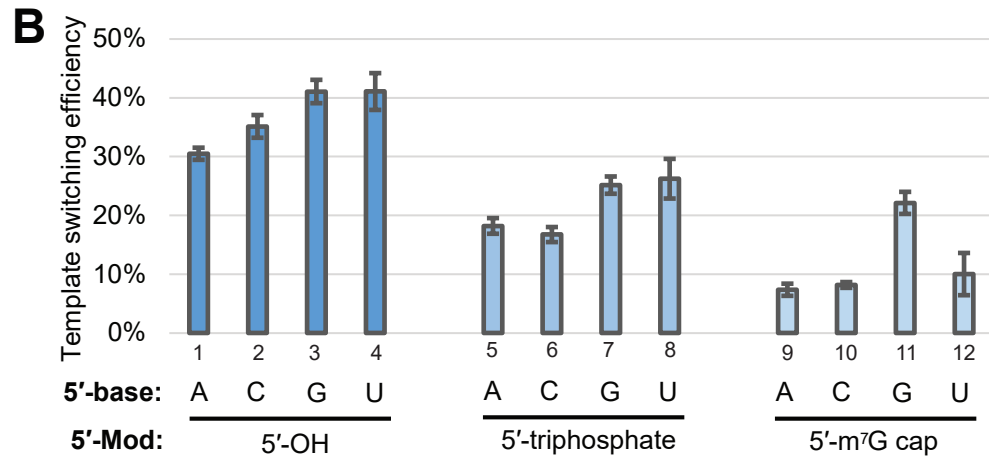 B
Template switching efficiency
50%
40%
30%
20%
10%
0%
1 2 3 4 5 6 7 8 9 10 11 12
5′-base: A C G U A C G U A C G U
5′-Mod: 5′-OH 5′-triphosphate 5′-m⁷G cap